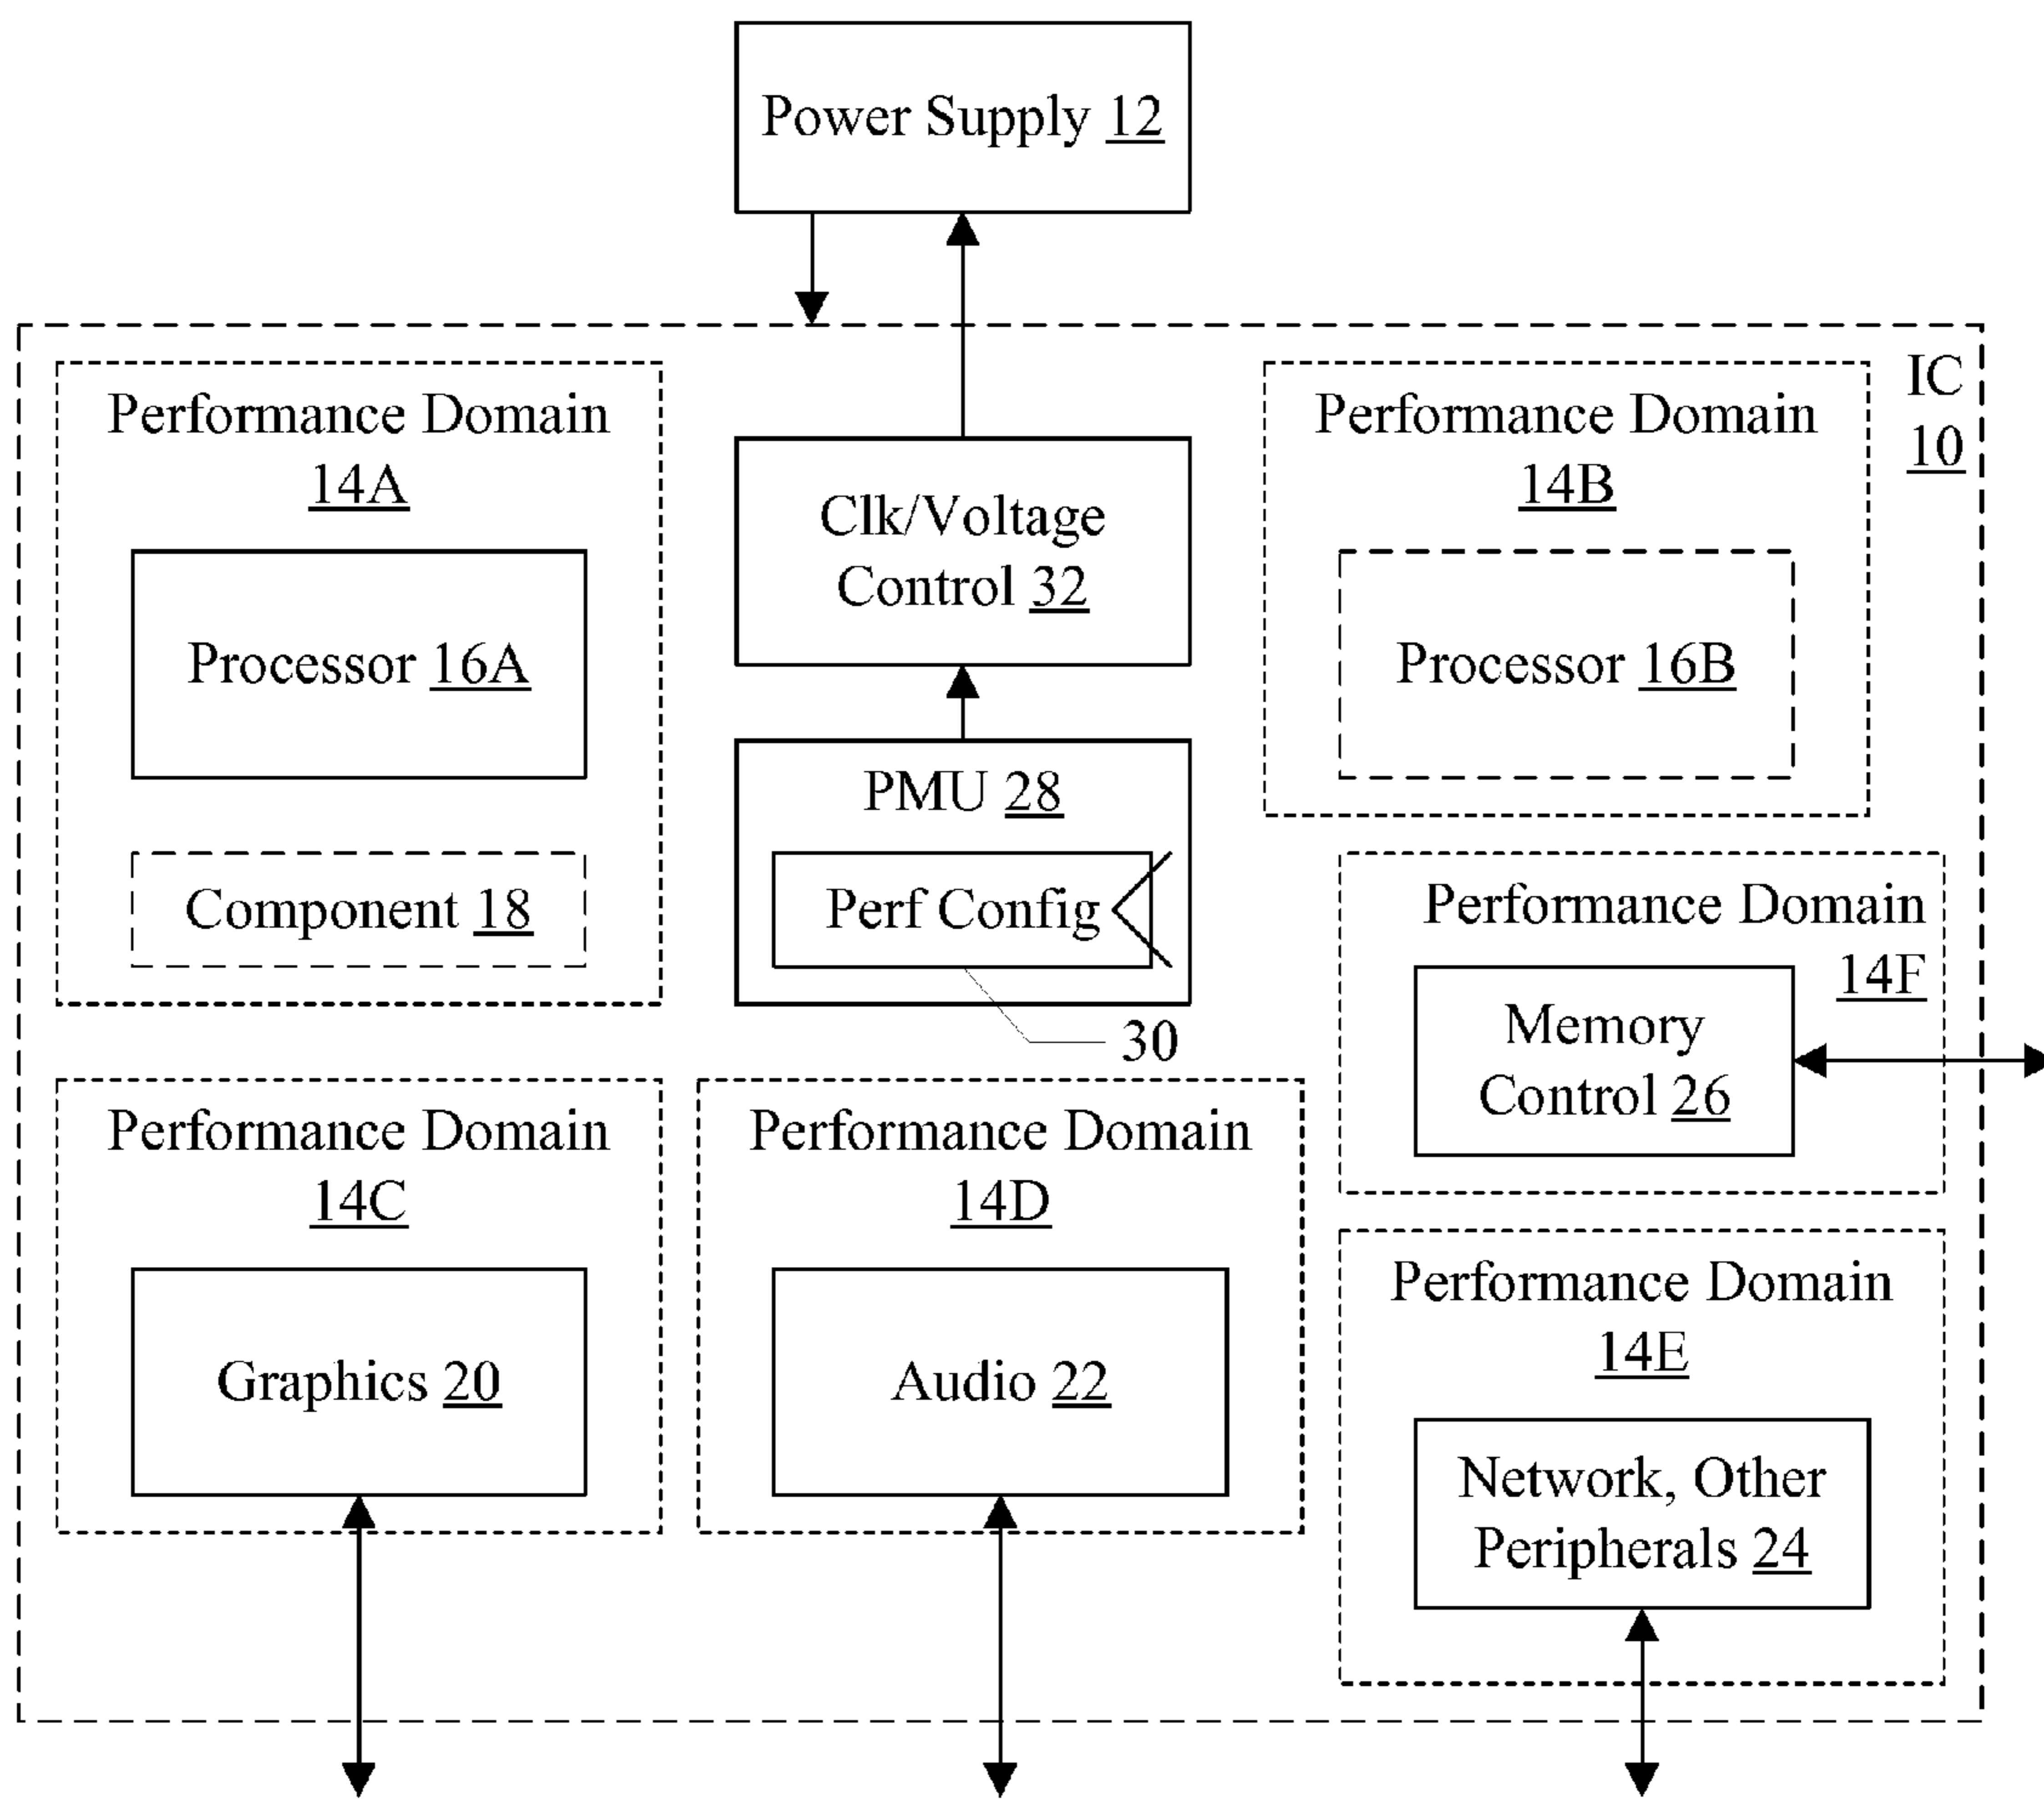 Power Supply 12
IC
10
Performance Domain
14A
Processor 16A
Component 18
Clk/Voltage
Control 32
PMU 28
Perf Config
30
Performance Domain
14B
Processor 16B
Performance Domain
14F
Memory
Control 26
Performance Domain
14C
Graphics 20
Performance Domain
14D
Audio 22
Performance Domain
14E
Network, Other
Peripherals 24